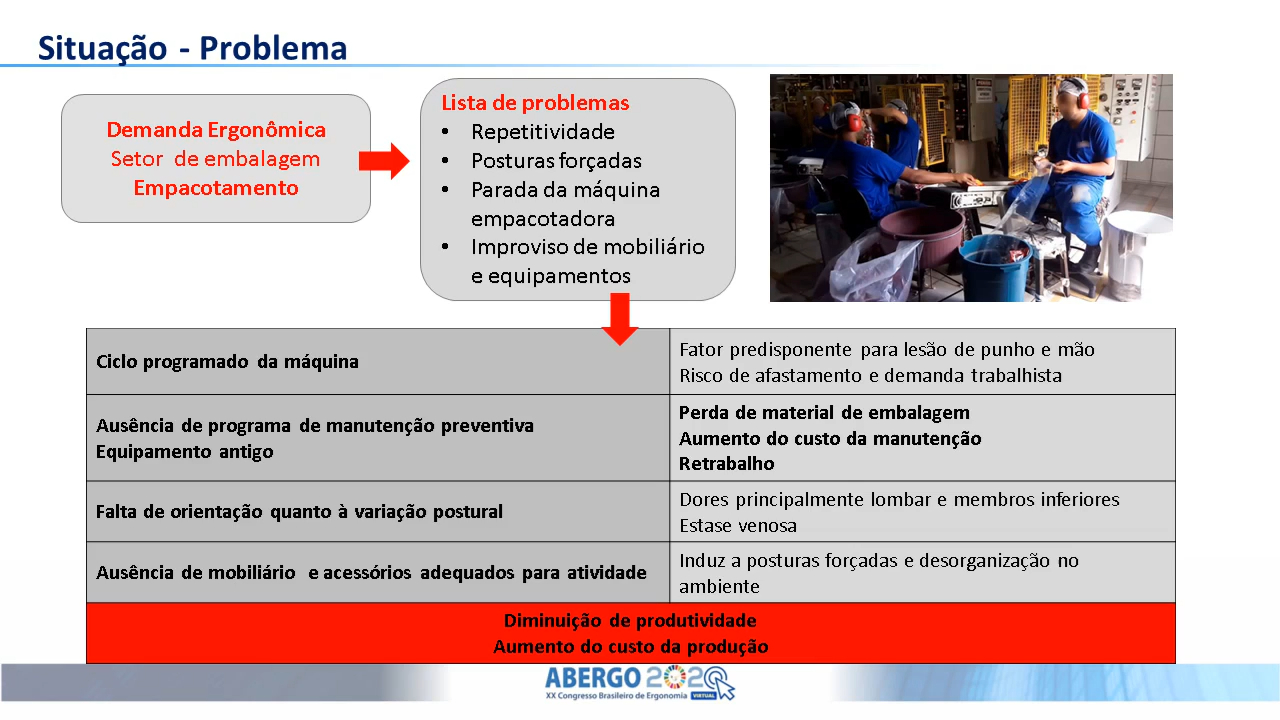 Situação - Problema
Demanda Ergonômica
Setor de embalagem
Empacotamento
Lista de problemas
• Repetitividade
• Posturas forçadas
• Parada da máquina
empacotadora
• Improviso de mobiliário
e equipamentos
Ciclo programado da máquina
Fator predisponente para lesão de punho e mão
Risco de afastamento e demanda trabalhista
Ausência de programa de manutenção preventiva
Equipamento antigo
Perda de material de embalagem
Aumento do custo da manutenção
Retrabalho
Falta de orientação quanto à variação postural
Dores principalmente lombar e membros inferiores
Estase venosa
Ausência de mobiliário e acessórios adequados para atividade
Induz a posturas forçadas e desorganização no
ambiente
Diminuição de produtividade
Aumento do custo da produção
ABERGO 2020
XX Congresso Brasileiro de Ergonomia VIRTUAL